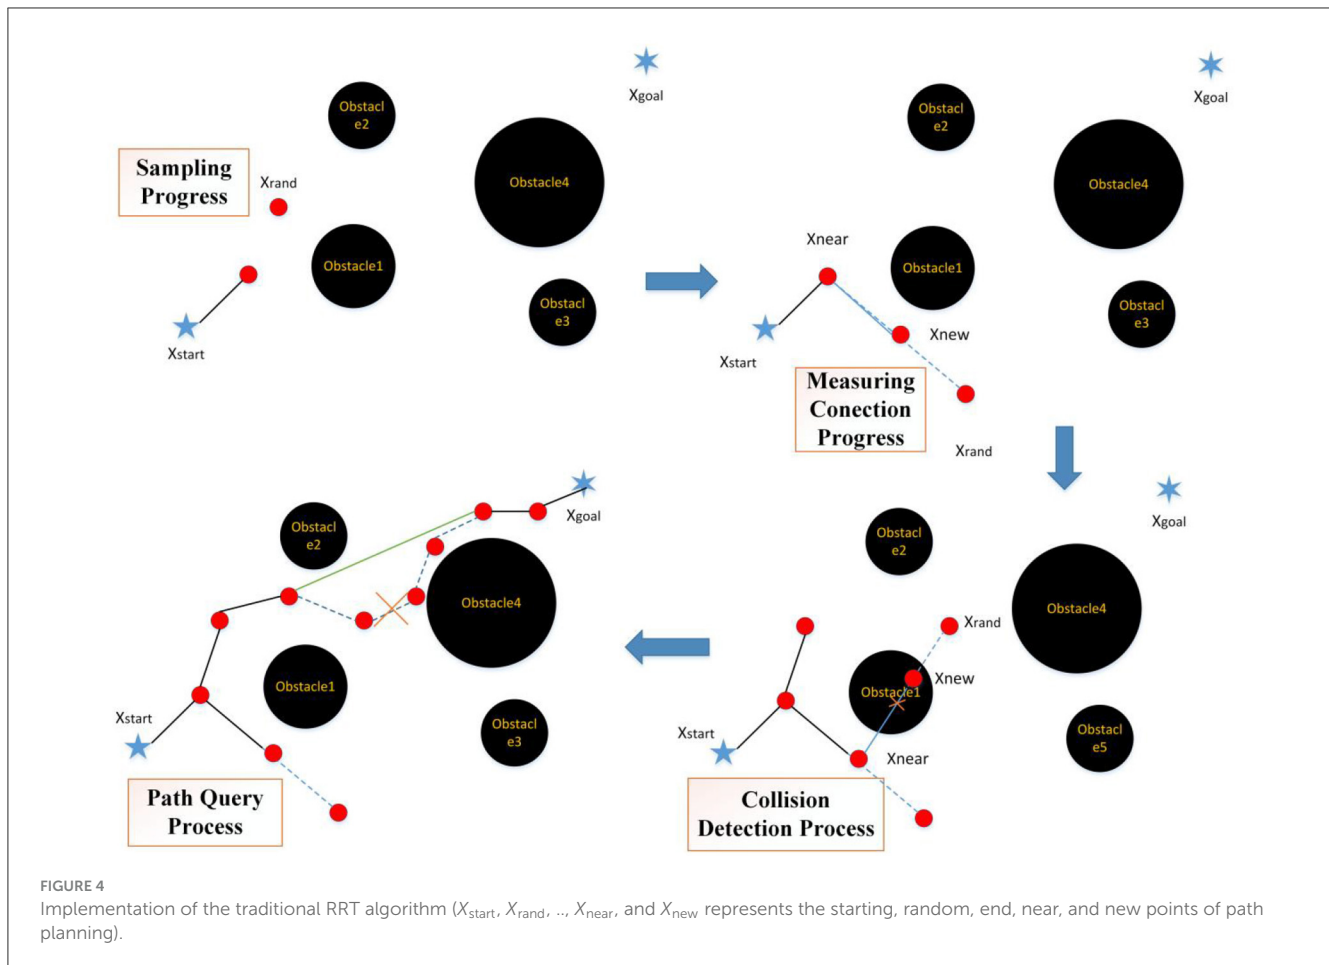 Xgoal
Obstacl
e2
Sampling
Progress
Xrand
Obstacle4
Obstacle1
Obstacl
e3
Xstart
Xgoal
Obstacl
e2
Obstacle4
Xnear
Obstacle1
Obstacl
e3
Xnew
Xstart
Measuring
Conection
Progress
Xrand
Xgoal
Obstacl
e2
Obstacle4
Obstacle1
Xstart
Obstacl
e3
Path Query
Process
Xgoal
Obstacl
e2
Obstacle4
Xrand
Xnew
Obstacle1
Xstart
Xnear
Obstacl
e5
Collision
Detection Process
FIGURE 4
Implementation of the traditional RRT algorithm (Xstart, Xrand, .., Xnear, and Xnew represents the starting, random, end, near, and new points of path
planning).